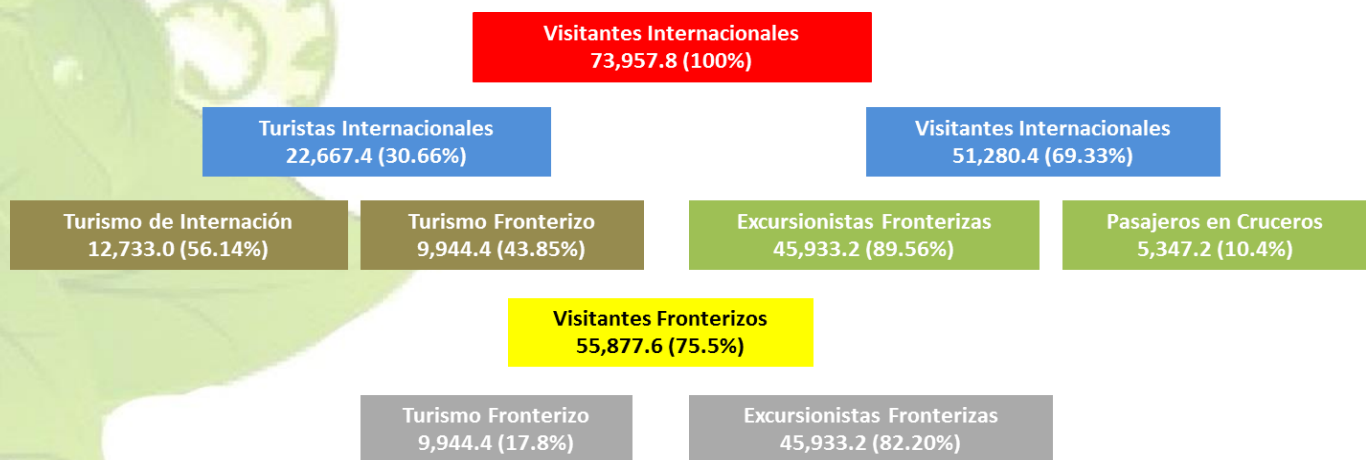 Visitantes Internacionales
73,957.8 (100%)
Turistas Internacionales
22,667.4 (30.66%)
Visitantes Internacionales
51,280.4 (69.33%)
Turismo de Internación
12,733.0 (56.14%)
Turismo Fronterizo
9,944.4 (43.85%)
Excursionistas Fronterizas
45,933.2 (89.56%)
Pasajeros en Cruceros
5,347.2 (10.4%)
Visitantes Fronterizos
55,877.6 (75.5%)
Turismo Fronterizo
9,944.4 (17.8%)
Excursionistas Fronterizas
45,933.2 (82.20%)